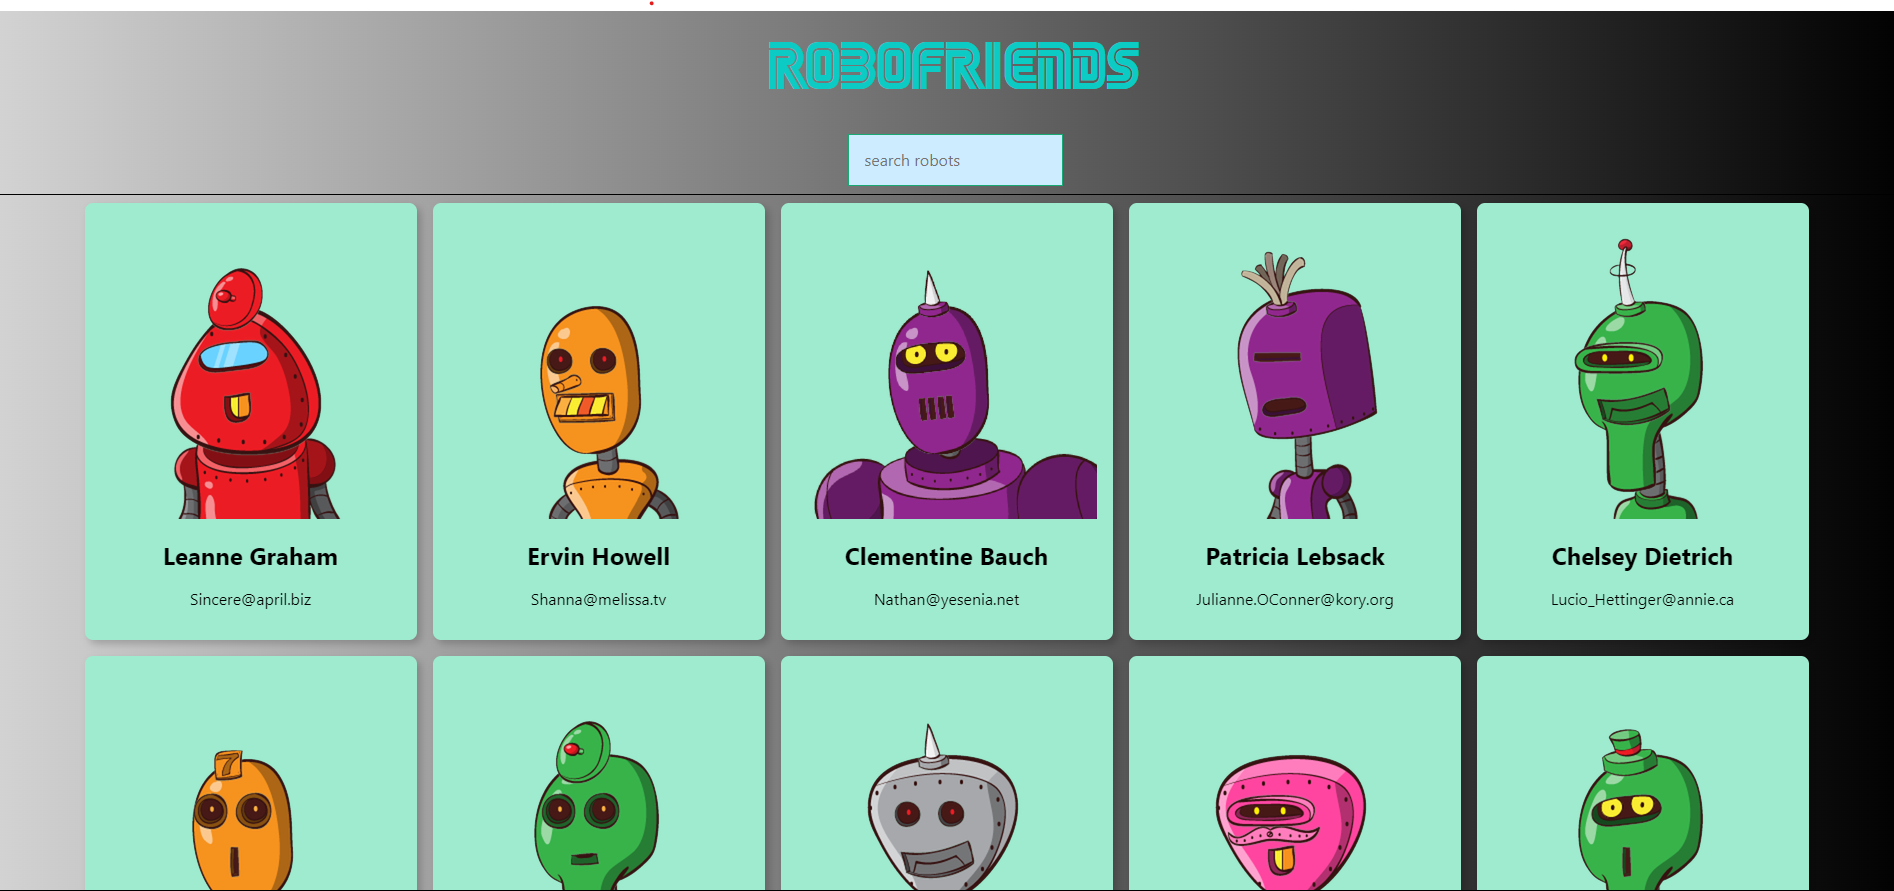 ROBOFRIENDS
search robots
Leanne Graham
Sincere@april.biz
Ervin Howell
Shanna@melissa.tv
Clementine Bauch
Nathan@yesenia.net
Patricia Lebsack
Julianne.OConner@kory.org
Chelsey Dietrich
Lucio_Hettinger@annie.ca
7